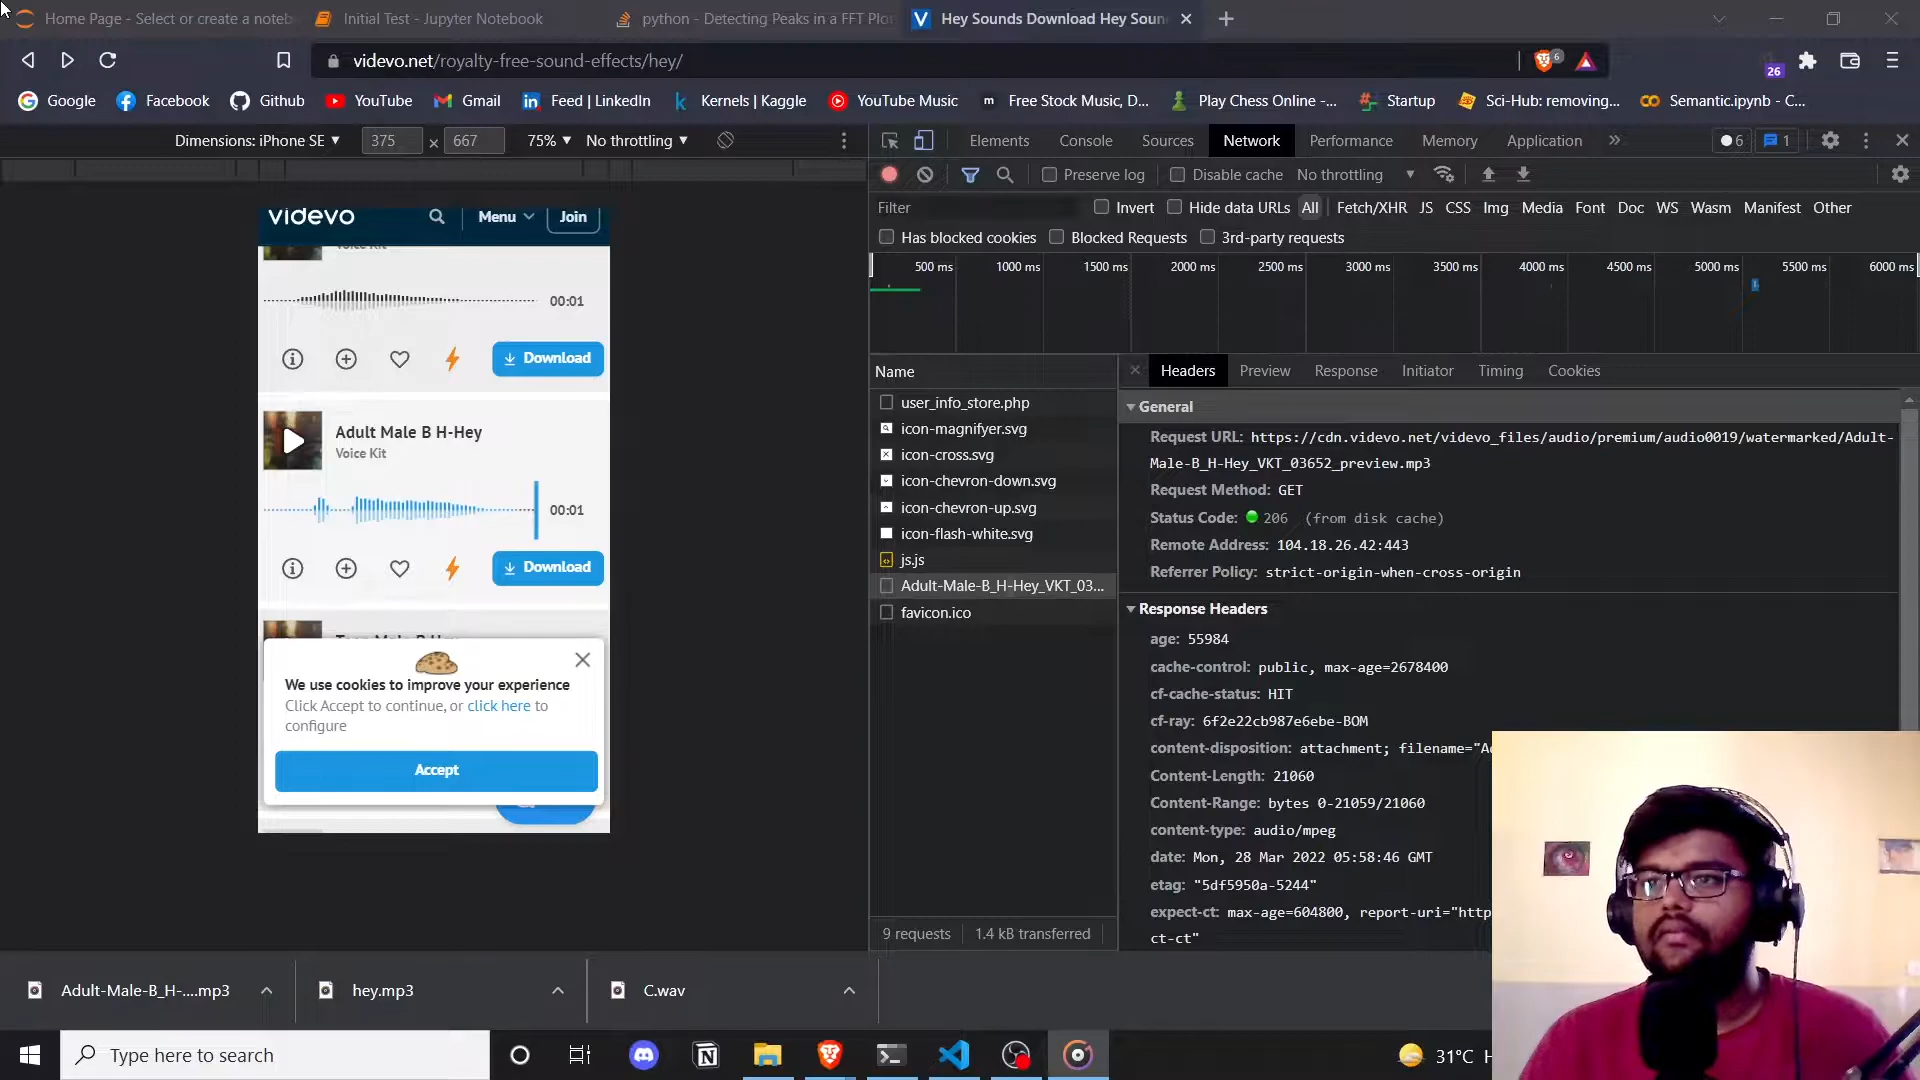 Home Page - Select or create a noteb
Initial Test - Jupyter Notebook
python - Detecting Peaks in a FFT Plo
Hey Sounds Download Hey Soun
videvo.net/royalty-free-sound-effects/hey/
6
26
Google
Facebook
Github
YouTube
Gmail
Feed | LinkedIn
Kernels | Kaggle
YouTube Music
Free Stock Music, D...
Play Chess Online -...
Startup
Sci-Hub: removing...
Semantic.ipynb - C...
Dimensions: iPhone SE
375 × 667
75%
No throttling
Elements
Console
Sources
Network
Performance
Memory
Application
6
1
Preserve log
Disable cache
No throttling
Filter
Invert
Hide data URLs
All
Fetch/XHR
JS
CSS
Img
Media
Font
Doc
WS
Wasm
Manifest
Other
Has blocked cookies
Blocked Requests
3rd-party requests
500 ms
1000 ms
1500 ms
2000 ms
2500 ms
3000 ms
3500 ms
4000 ms
4500 ms
5000 ms
5500 ms
6000 ms
videvo
Menu
Join
Voice Kit
00:01
Download
Adult Male B H-Hey
Voice Kit
00:01
Download
We use cookies to improve your experience
Click Accept to continue, or click here to
configure
Accept
Name
user_info_store.php
icon-magnifyer.svg
icon-cross.svg
icon-chevron-down.svg
icon-chevron-up.svg
icon-flash-white.svg
js.js
Adult-Male-B_H-Hey_VKT_03...
favicon.ico
9 requests
1.4 kB transferred
Headers
Preview
Response
Initiator
Timing
Cookies
General
Request URL: https://cdn.videvo.net/videvo_files/audio/premium/audio0019/watermarked/Adult-
Male-B_H-Hey_VKT_03652_preview.mp3
Request Method: GET
Status Code: 206 (from disk cache)
Remote Address: 104.18.26.42:443
Referrer Policy: strict-origin-when-cross-origin
Response Headers
age: 55984
cache-control: public, max-age=2678400
cf-cache-status: HIT
cf-ray: 6f2e22cb987e6ebe-BOM
content-disposition: attachment; filename="A
Content-Length: 21060
Content-Range: bytes 0-21059/21060
content-type: audio/mpeg
date: Mon, 28 Mar 2022 05:58:46 GMT
etag: "5df5950a-5244"
expect-ct: max-age=604800, report-uri="http
ct-ct"
Adult-Male-B_H-....mp3
hey.mp3
C.wav
Type here to search
31°C H